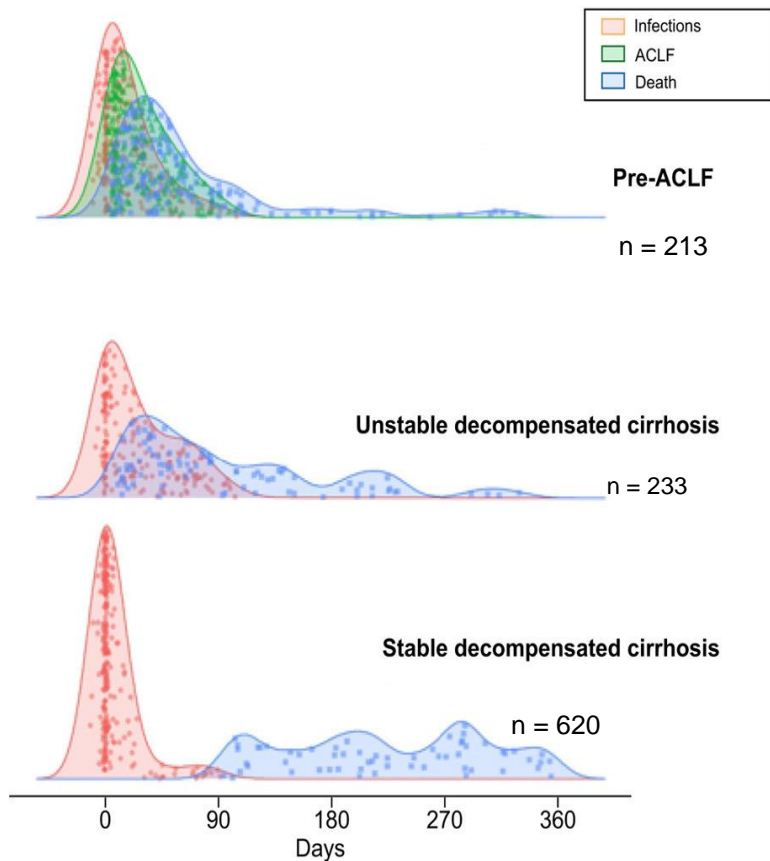 Infections
ACLF
Death
Pre-ACLF
n = 213
Unstable decompensated cirrhosis
n = 233
Stable decompensated cirrhosis
n = 620
0 90 180 270 360
Days